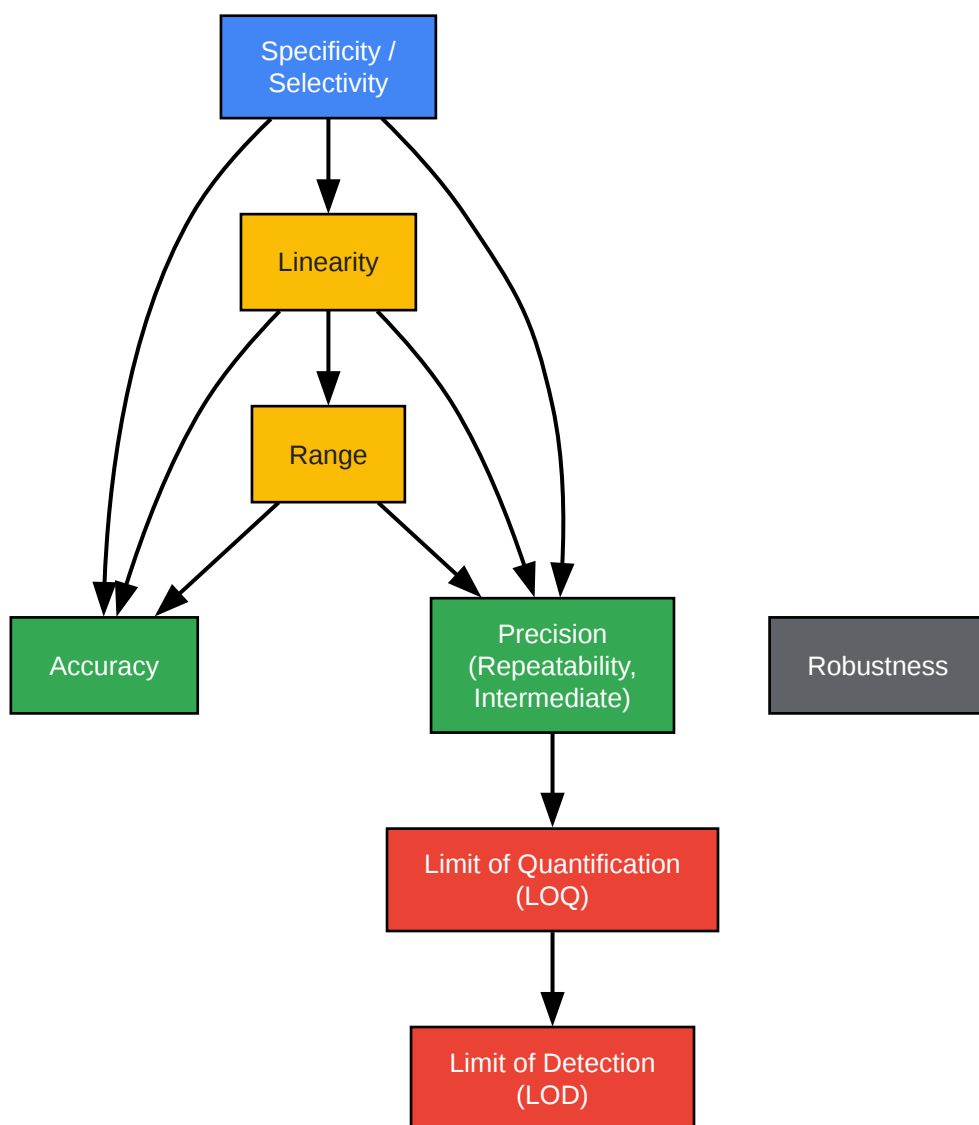 Specificity /
Selectivity
Linearity
Range
Accuracy
Precision
(Repeatability,
Intermediate)
Robustness
Limit of Quantification
(LOQ)
Limit of Detection
(LOD)